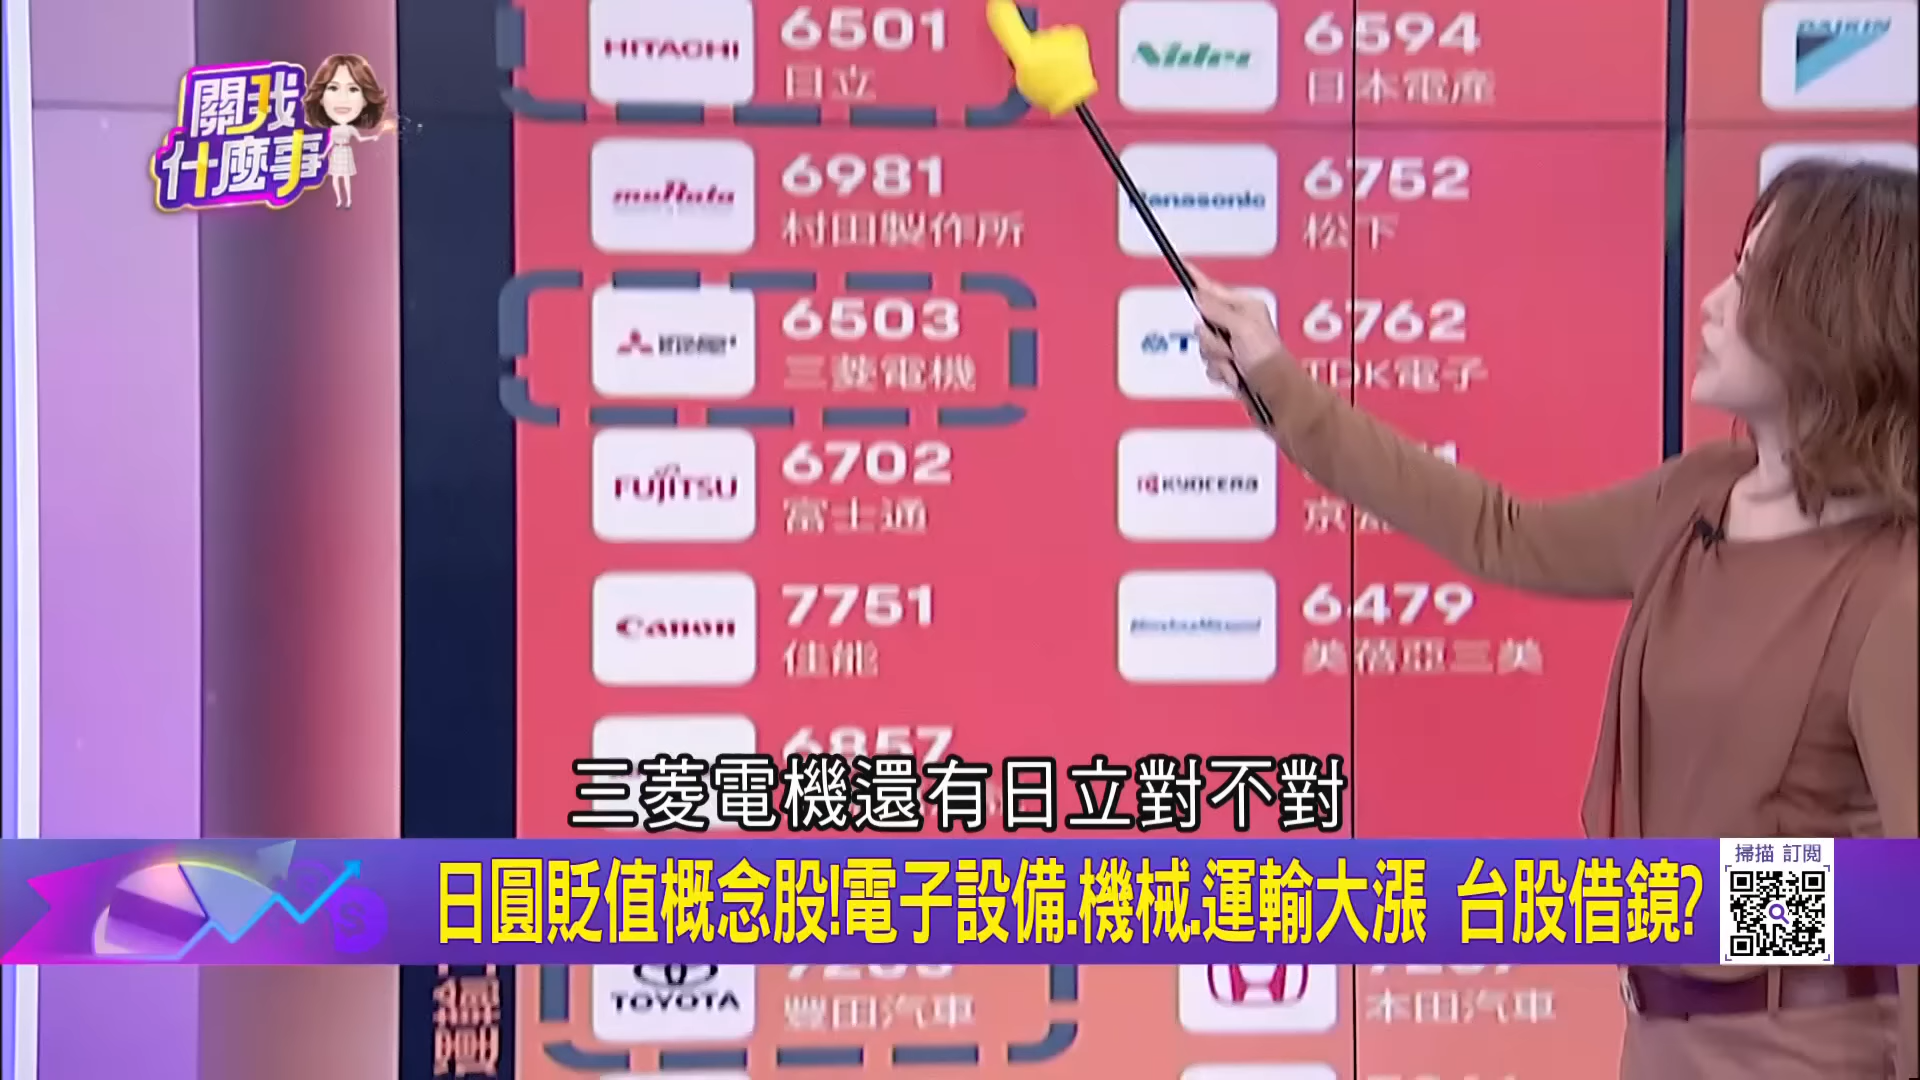 關我
什麼事
HITACHI
6501
日立
Nidec
6594
日本電產
DAIKIN
muRata
6981
村田製作所
Panasonic
6752
松下
6503
三菱電機
6762
TDK電子
FUJITSU
6702
富士通
KYOCERA
Canon
7751
佳能
6479
美蓓亞三美
6857
三菱電機還有日立對不對
日圓貶值概念股!電子設備.機械.運輸大漲 台股借鏡?
掃描 訂閱
TOYOTA
豐田汽車
本田汽車